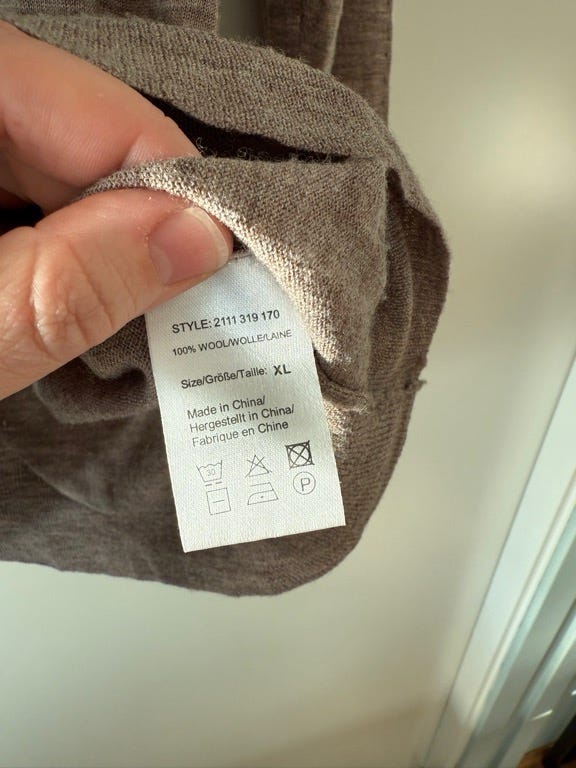 STYLE: 2111 319 170
100% WOOL/WOLLE/LAINE
Size/Größe/Taille: XL
Made in China/
Hergestellt in China/
Fabrique en Chine
30
P